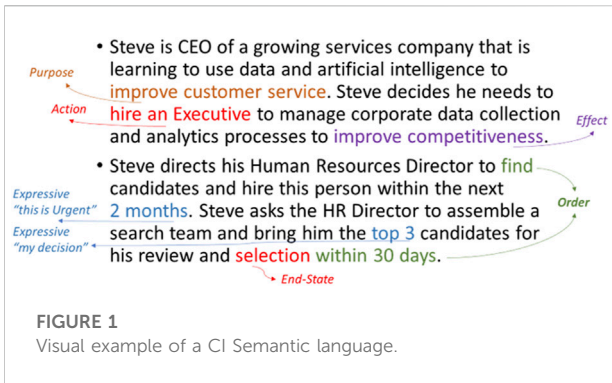 • Steve is CEO of a growing services company that is
learning to use data and artificial intelligence to
Purpose
improve customer service. Steve decides he needs to
Action
hire an Executive to manage corporate data collection
Effect
and analytics processes to improve competitiveness.
• Steve directs his Human Resources Director to find
candidates and hire this person within the next
Expressive
"this is Urgent"
Order
2 months. Steve asks the HR Director to assemble a
Expressive
"my decision"
search team and bring him the top 3 candidates for
his review and selection within 30 days.
End-State
FIGURE 1
Visual example of a CI Semantic language.